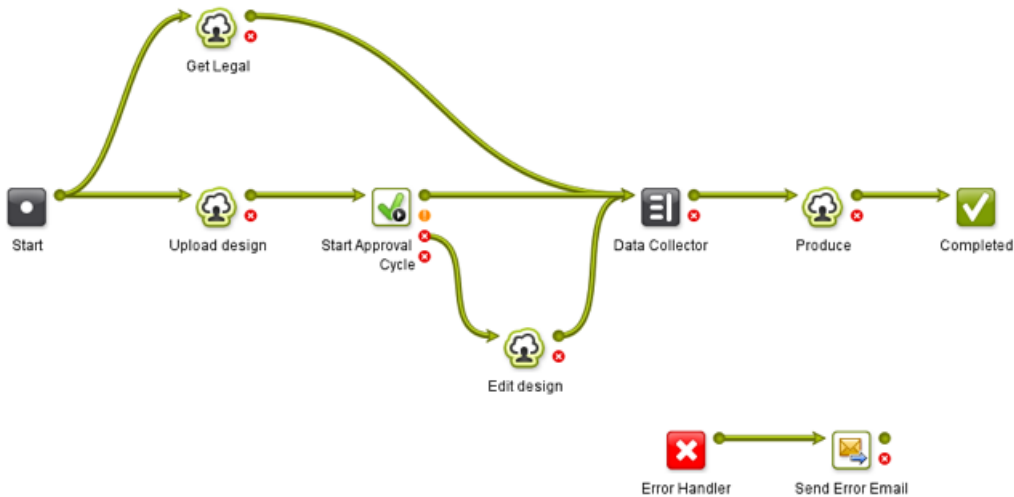 Get Legal
Start
Upload design
Start Approval
Cycle
Data Collector
Produce
Completed
Edit design
Error Handler
Send Error Email